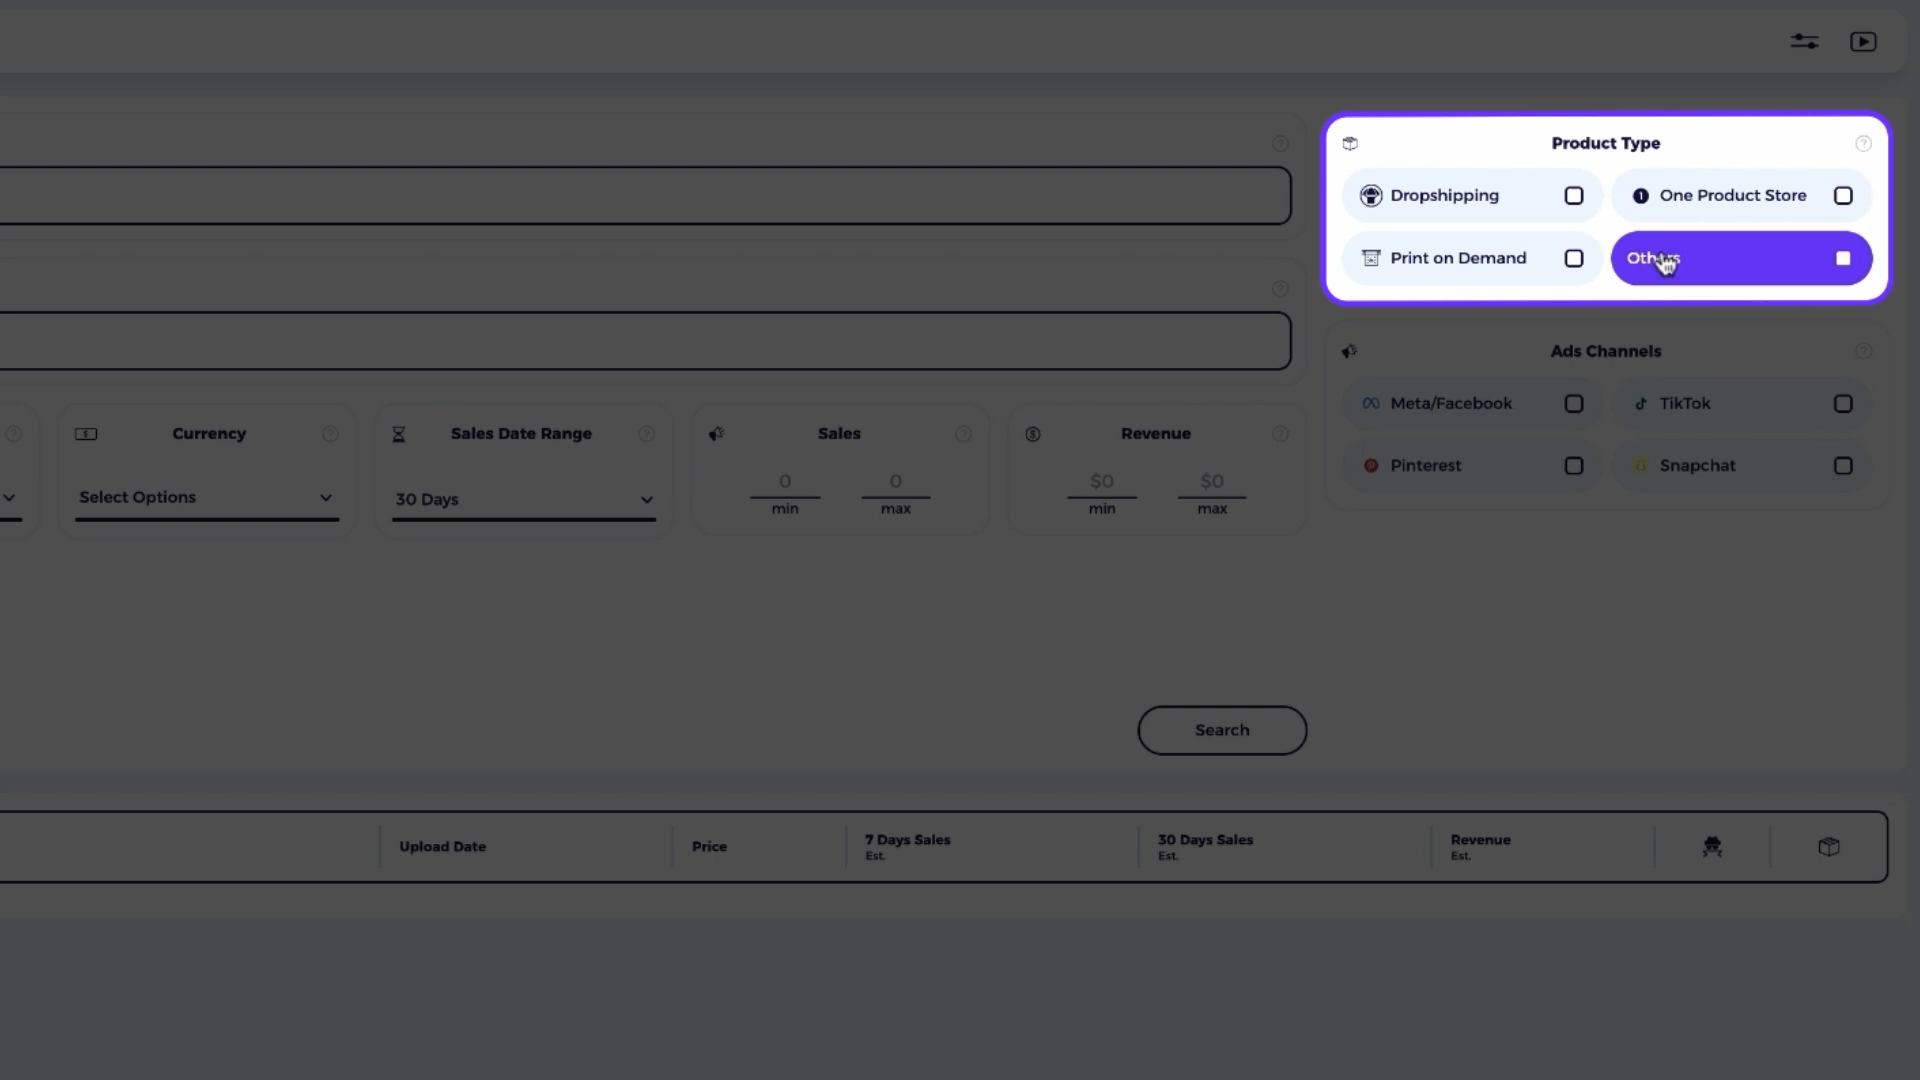 Product Type
Dropshipping
1 One Product Store
Print on Demand
Others
Ads Channels
Meta/Facebook
TikTok
Pinterest
Snapchat
Currency
Sales Date Range
Sales
Revenue
Select Options
30 Days
0
0
$0
$0
min
max
min
max
Search
Upload Date
Price
7 Days Sales
Est.
30 Days Sales
Est.
Revenue
Est.